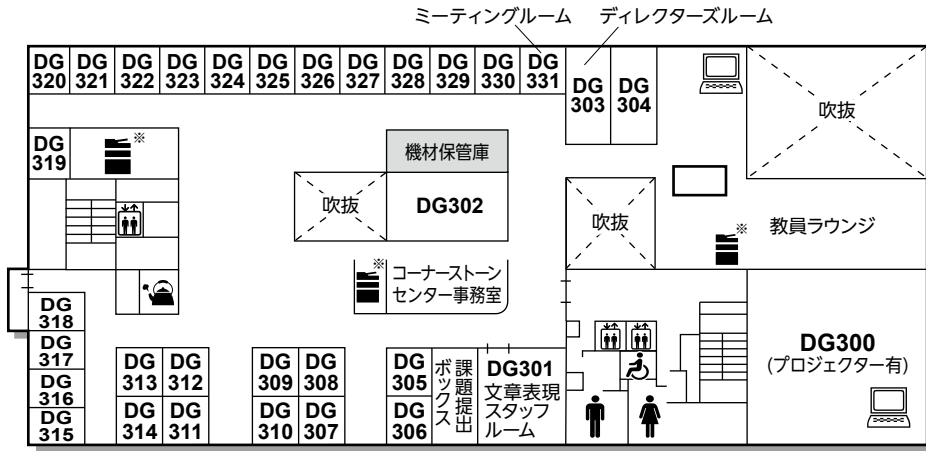 ミーティングルーム ディレクターズルーム
DG
320
DG
321
DG
322
DG
323
DG
324
DG
325
DG
326
DG
327
DG
328
DG
329
DG
330
DG
331
DG
303
DG
304
吹抜
DG
319
※
機材保管庫
吹抜
DG302
吹抜
※
教員ラウンジ
※
コーナーストーン
センター事務室
DG
318
DG
317
DG
316
DG
315
DG
313
DG
312
DG
314
DG
311
DG
309
DG
308
DG
310
DG
307
DG
305
DG
306
課題提出
ボックス
DG301
文章表現
スタッフ
ルーム
DG300
(プロジェクター有)